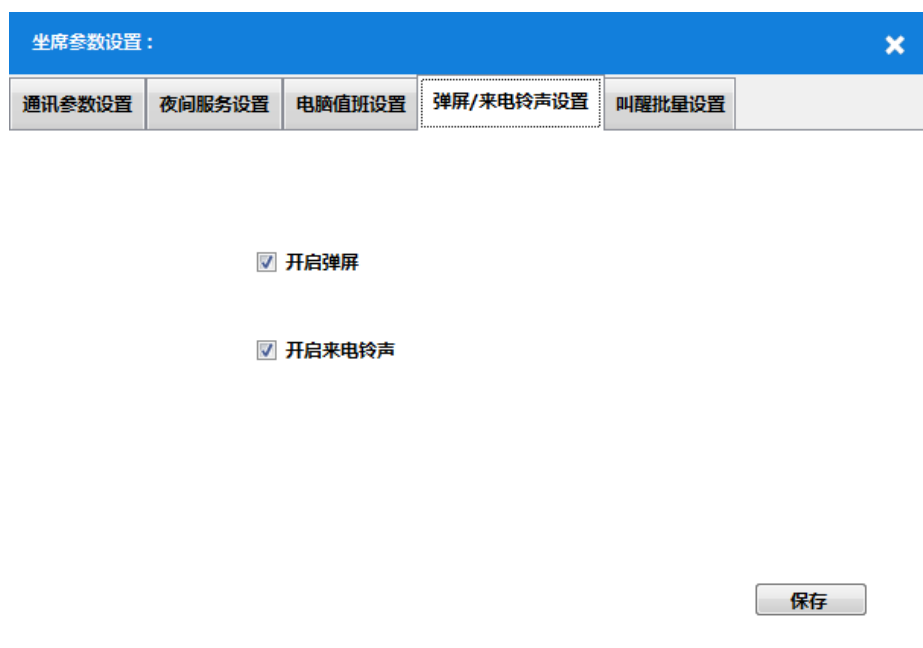 坐席参数设置：
通讯参数设置 夜间服务设置 电脑值班设置 弹屏/来电铃声设置 叫醒批量设置
开启弹屏
开启来电铃声
保存